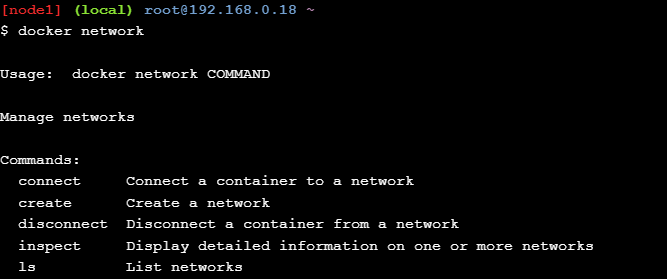 [node1] (local) root@192.168.0.18 ~
$ docker network
Usage:  docker network COMMAND
Manage networks
Commands:
  connect     Connect a container to a network
  create      Create a network
  disconnect  Disconnect a container from a network
  inspect     Display detailed information on one or more networks
  ls          List networks